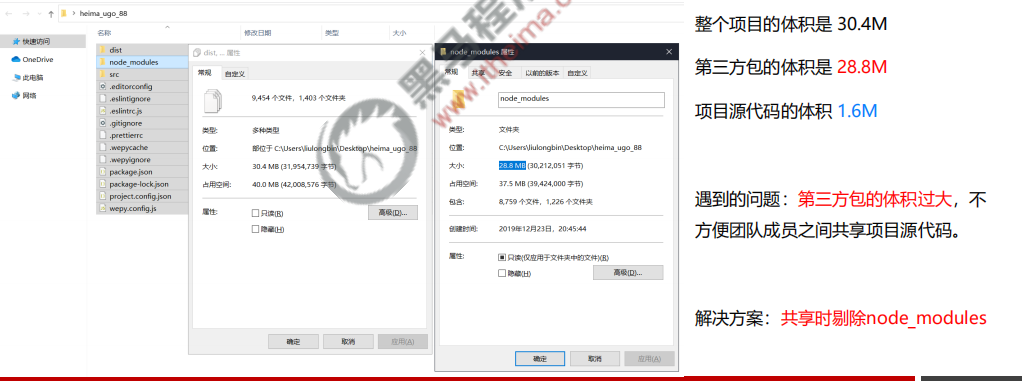 heima_ugo_88
名称
修改日期
类型
大小
快速访问
OneDrive
此电脑
网络
dist
node_modules
src
.editorconfig
.eslintignore
.eslintrc.js
.gitignore
.prettierrc
.wepycache
.wepyignore
package.json
package-lock.json
project.config.json
wepy.config.js
dist, ... 属性
常规 自定义
9,454 个文件，1,403 个文件夹
类型: 多种类型
位置: 部位于 C:\Users\liulongbin\Desktop\heima_ugo_88
大小: 30.4 MB (31,954,739 字节)
占用空间: 40.0 MB (42,008,576 字节)
属性: 只读(R)
高级(D)...
隐藏(H)
确定 取消 应用(A)
node_modules 属性
常规 共享 安全 以前的版本 自定义
node_modules
类型: 文件夹
位置: C:\Users\liulongbin\Desktop\heima_ugo_88
大小: 28.8 MB (30,212,051 字节)
占用空间: 37.5 MB (39,424,000 字节)
包含: 8,759 个文件，1,226 个文件夹
创建时间: 2019年12月23日，20:45:44
属性: 只读(仅应用于文件夹中的文件)(R)
隐藏(H)
高级(D)...
确定 取消 应用(A)
整个项目的体积是 30.4M
第三方包的体积是 28.8M
项目源代码的体积 1.6M
遇到的问题：第三方包的体积过大，不
方便团队成员之间共享项目源代码。
解决方案：共享时剔除node_modules